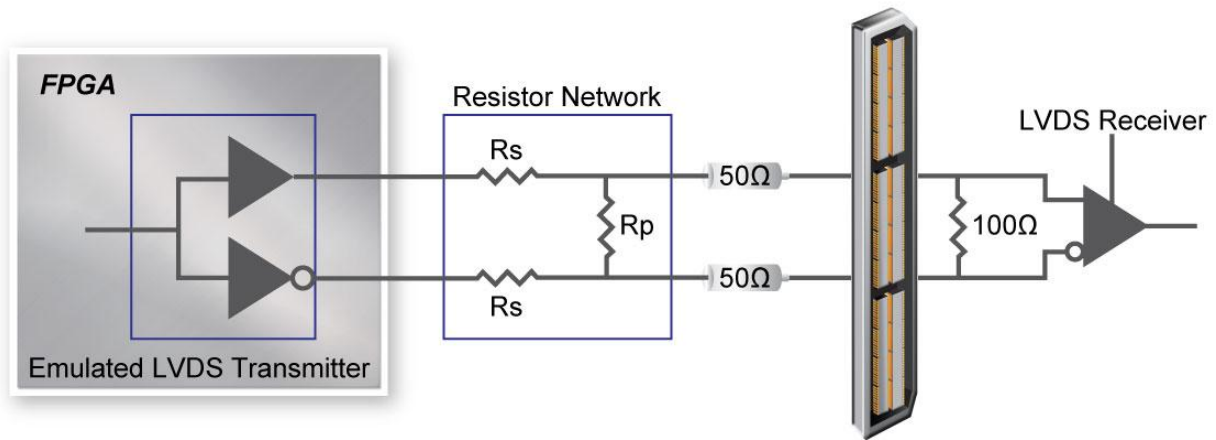 FPGA
Emulated LVDS Transmitter
Resistor Network
Rs
Rp
Rs
50Ω
50Ω
100Ω
LVDS Receiver